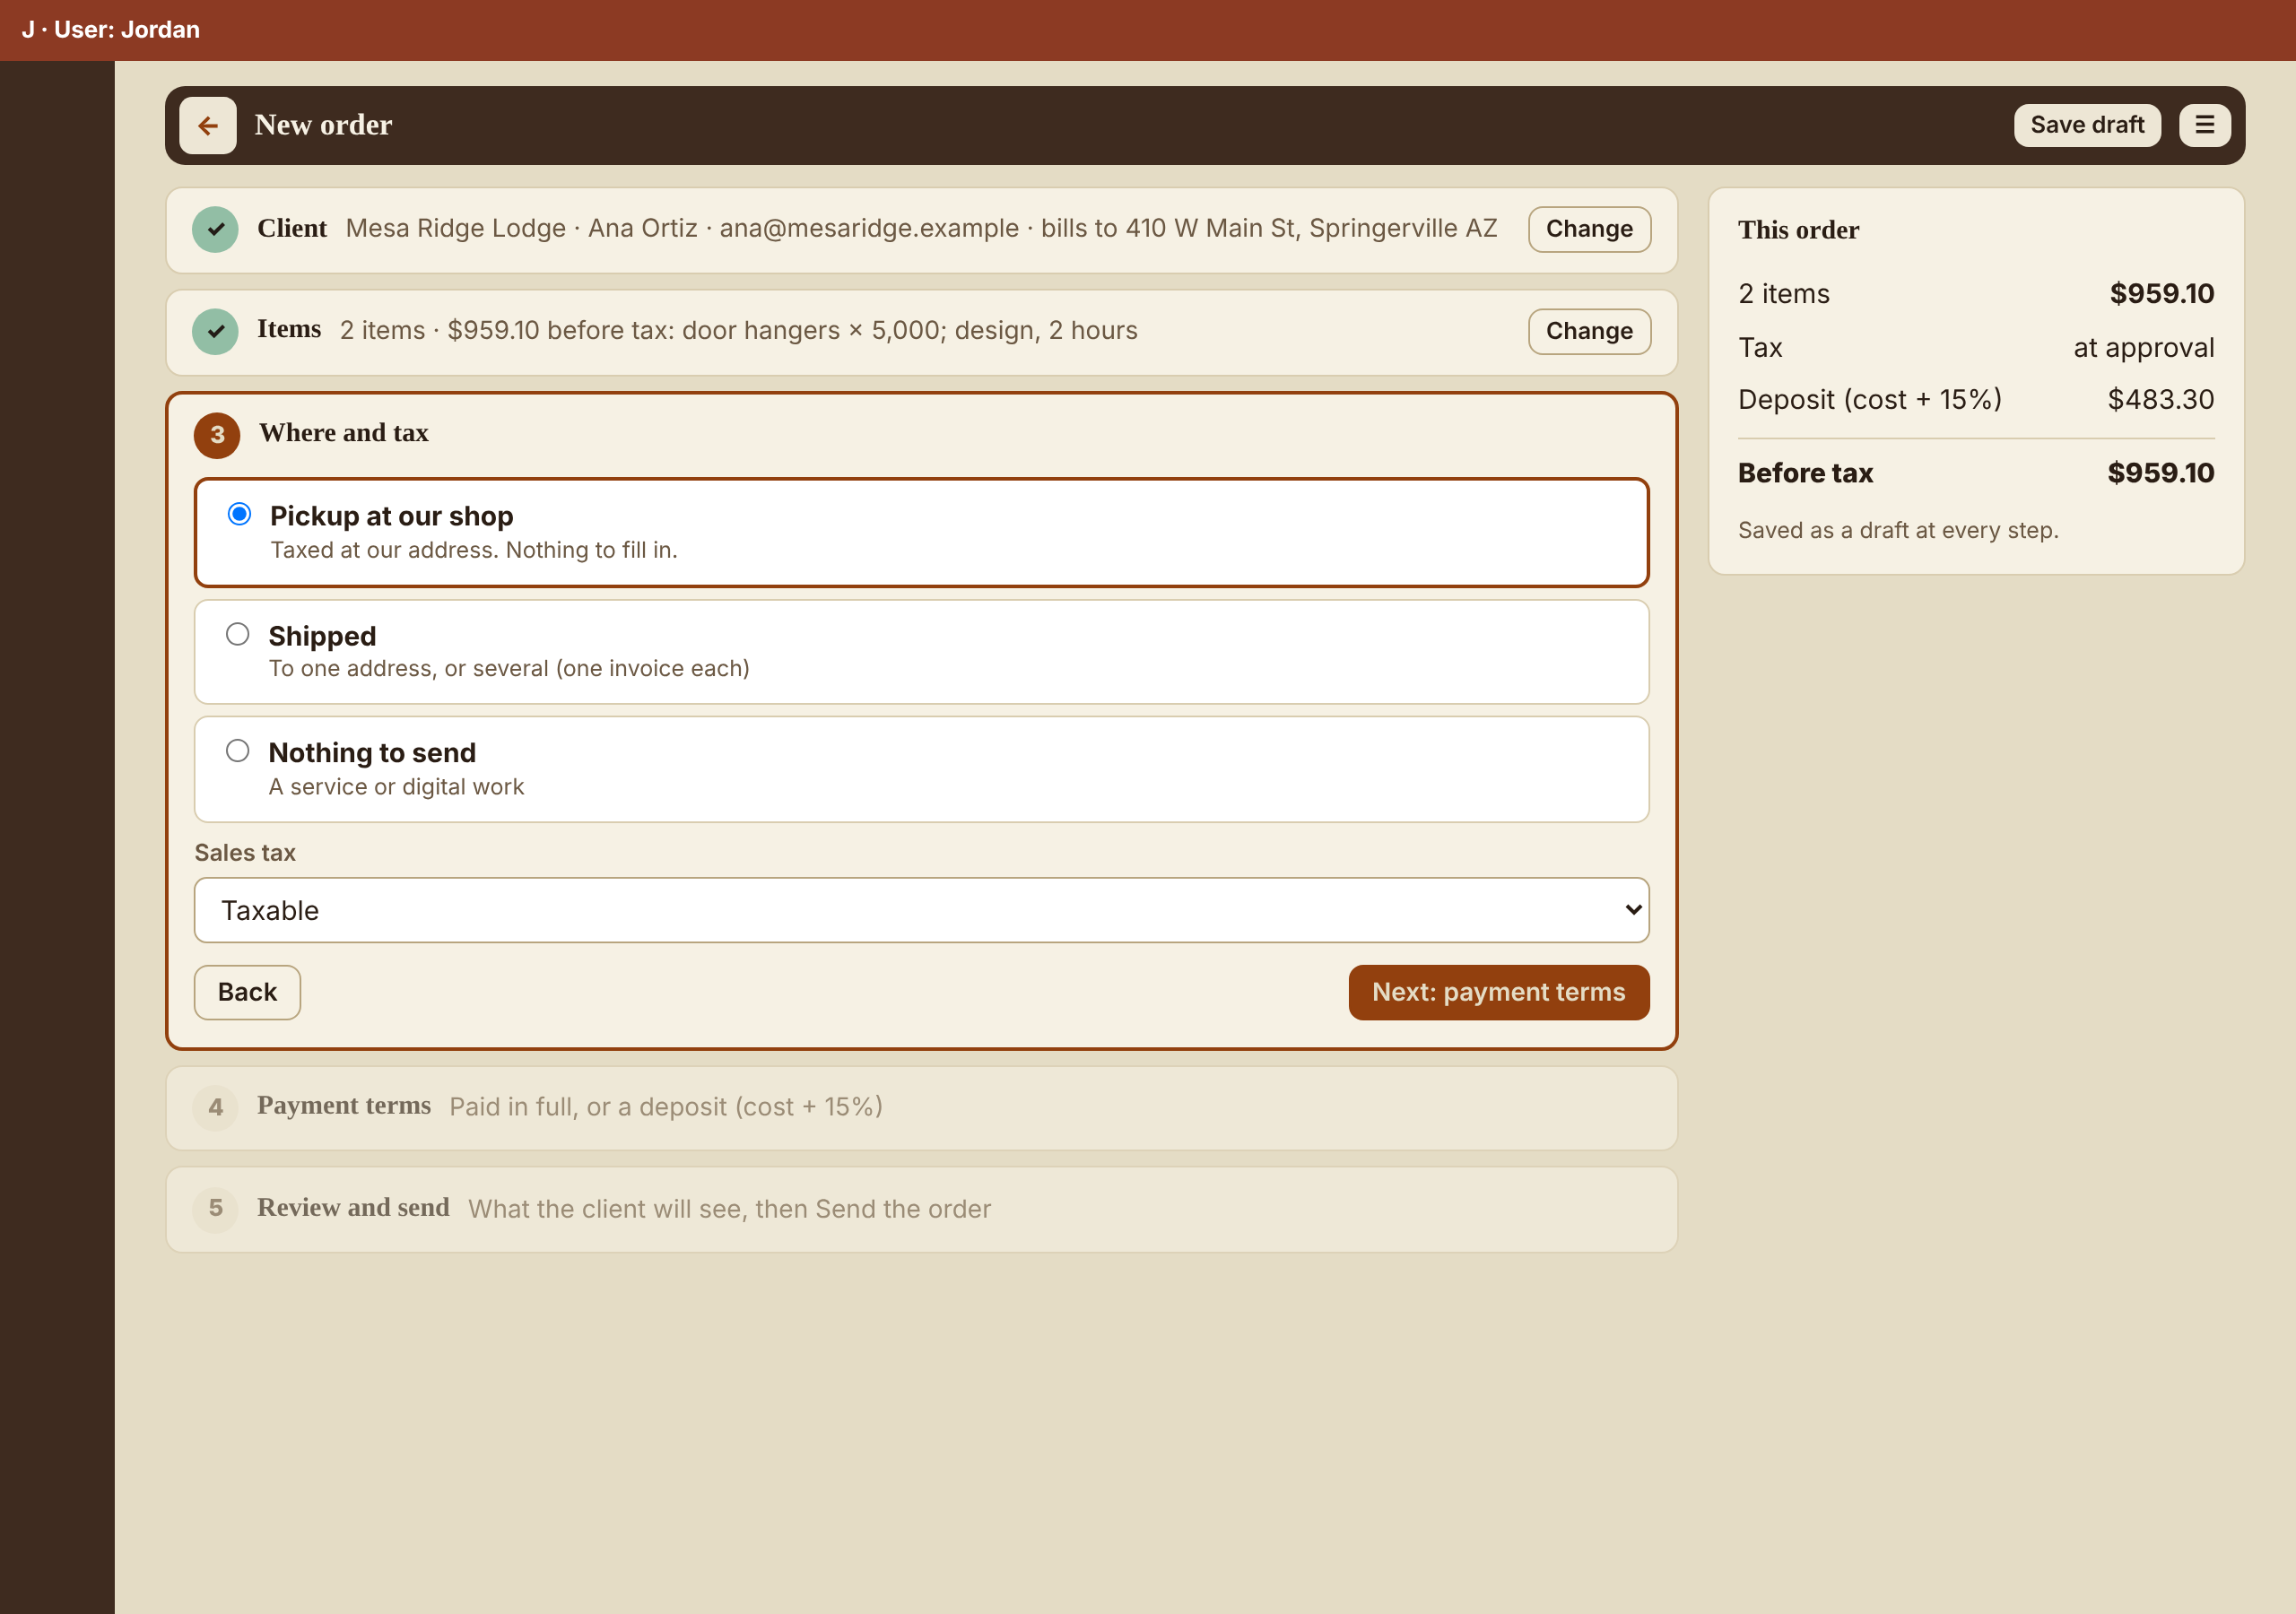 J · User: Jordan
← New order
Save draft ☰
✓ Client Mesa Ridge Lodge · Ana Ortiz · ana@mesaridge.example · bills to 410 W Main St, Springerville AZ Change
✓ Items 2 items · $959.10 before tax: door hangers × 5,000; design, 2 hours Change
3 Where and tax
Pickup at our shop
Taxed at our address. Nothing to fill in.
Shipped
To one address, or several (one invoice each)
Nothing to send
A service or digital work
Sales tax
Taxable
Back Next: payment terms
4 Payment terms Paid in full, or a deposit (cost + 15%)
5 Review and send What the client will see, then Send the order
This order
2 items $959.10
Tax at approval
Deposit (cost + 15%) $483.30
Before tax $959.10
Saved as a draft at every step.